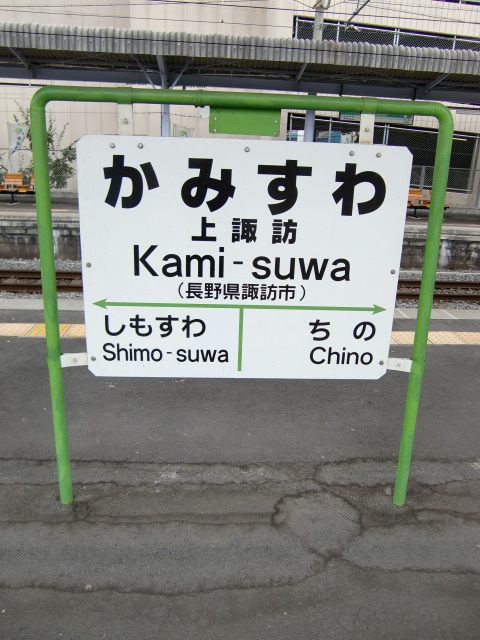 かみすわ
上諏訪
Kami-suwa
(長野県諏訪市)
しもすわ
Shimo-suwa
ちの
Chino